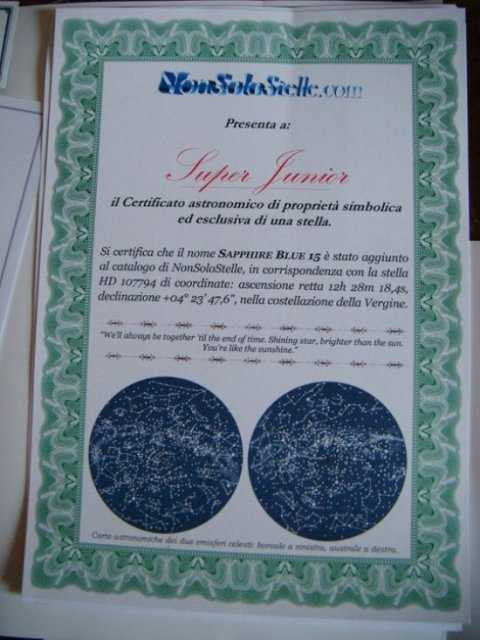 NonSoloStelle.com
Presenta a:
Super Junior
il Certificato astronomico di proprietà simbolica
ed esclusiva di una stella.
Si certifica che il nome SAPPHIRE BLUE 15 è stato aggiunto
al catalogo di NonSoloStelle, in corrispondenza con la stella
HD 107794 di coordinate: ascensione retta 12h 28m 18,4s,
declinazione +04° 23' 47,6", nella costellazione della Vergine.
"We'll always be together 'til the end of time. Shining star, brighter than the sun.
You're like the sunshine."
Carte astronomiche dei due emisferi celesti: boreale a sinistra, australe a destra.